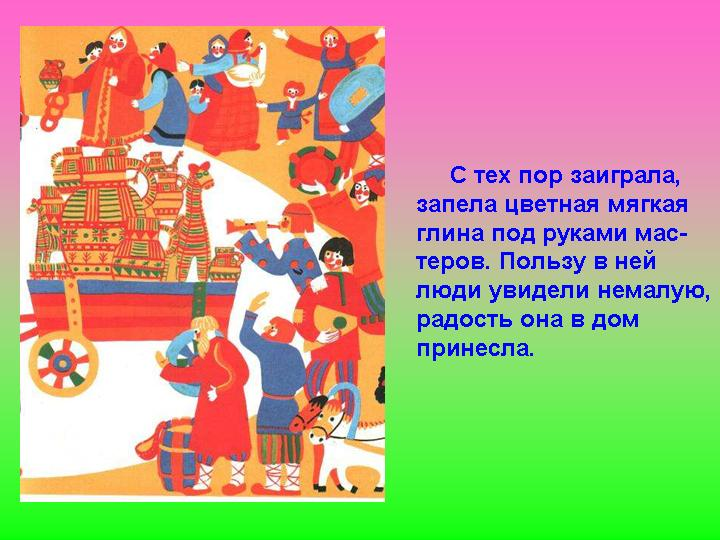 С тех пор заиграла,
запела цветная мягкая
глина под руками мас-
теров. Пользу в ней
люди увидели немалую,
радость она в дом
принесла.